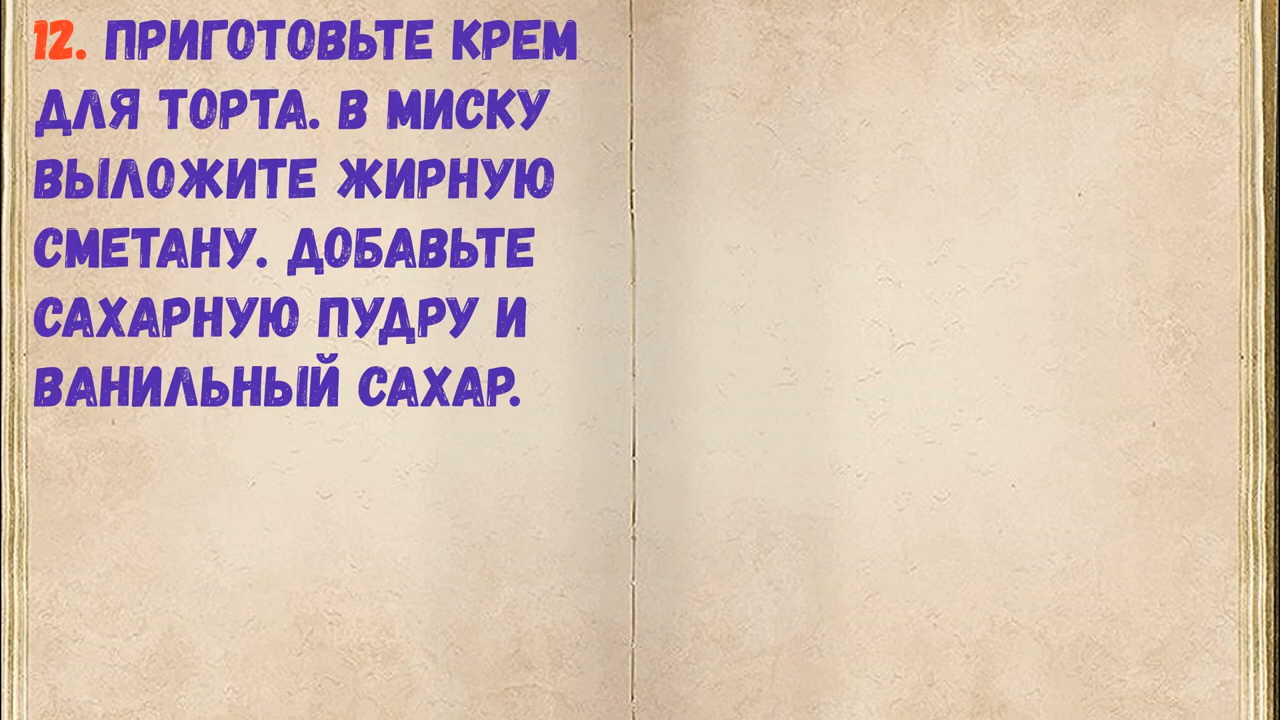 12. ПРИГОТОВЬТЕ КРЕМ
ДЛЯ ТОРТА. В МИСКУ
ВЫЛОЖИТЕ ЖИРНУЮ
СМЕТАНУ. ДОБАВЬТЕ
САХАРНУЮ ПУДРУ И
ВАНИЛЬНЫЙ САХАР.